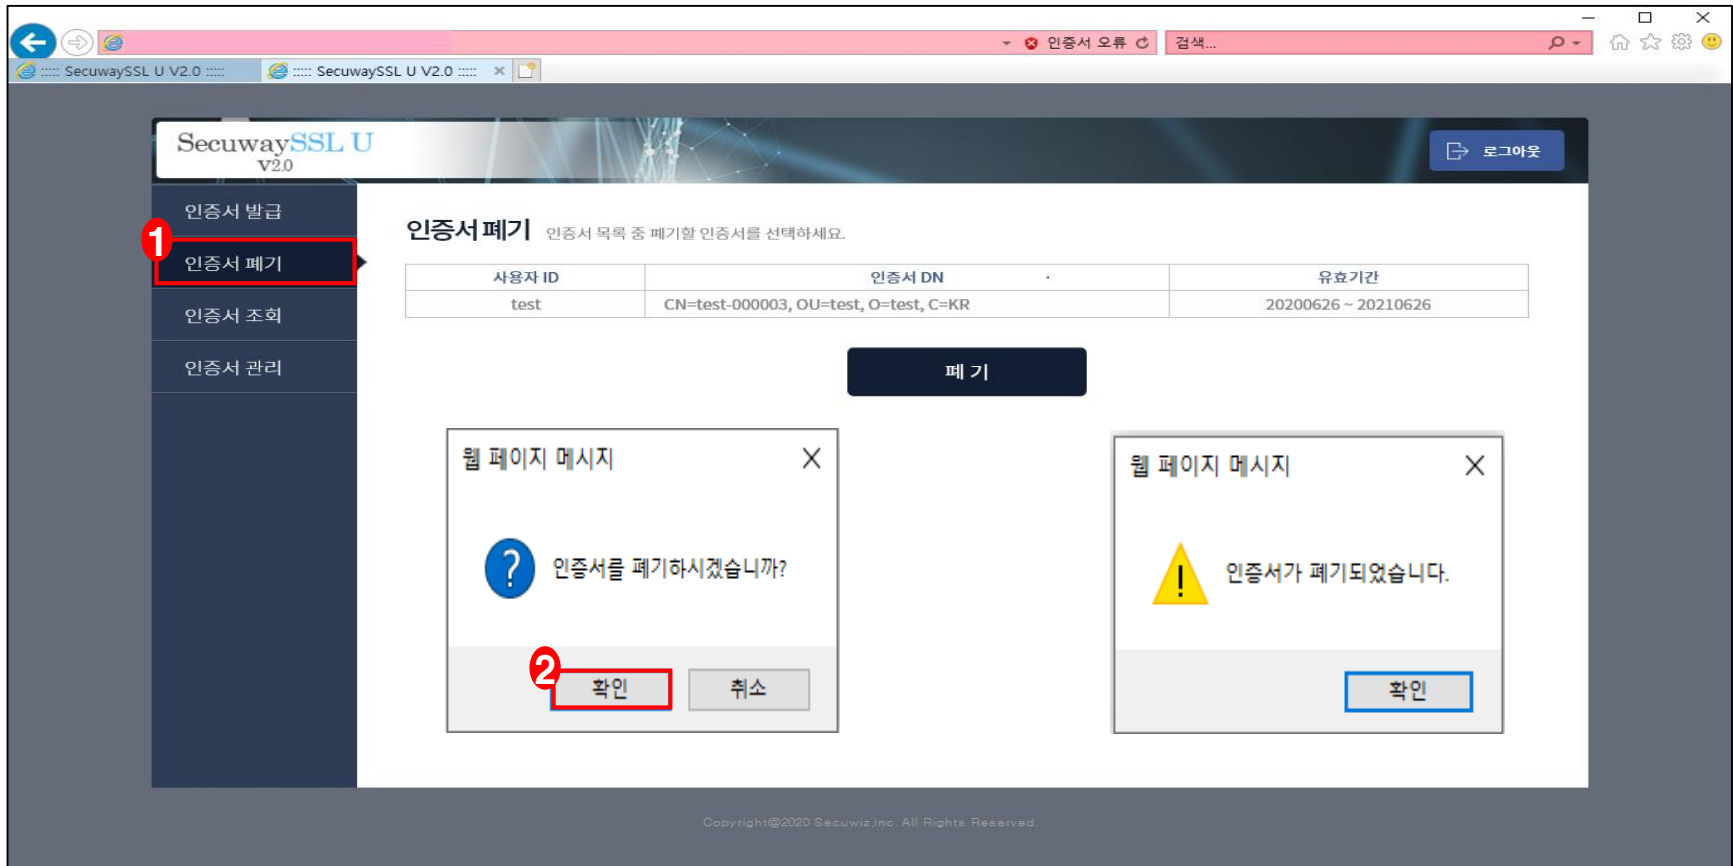 인증서 오류
검색...
::::: SecuwaySSL U V2.0 :::::
::::: SecuwaySSL U V2.0 :::::
SecuwaySSL U
V2.0
로그아웃
인증서 발급
1
인증서 폐기
인증서 조회
인증서 관리
인증서 폐기 인증서 목록 중 폐기할 인증서를 선택하세요.
사용자 ID 인증서 DN 유효기간
test CN=test-000003, OU=test, O=test, C=KR 20200626 ~ 20210626
폐 기
웹 페이지 메시지
인증서를 폐기하시겠습니까?
2
확인 취소
웹 페이지 메시지
인증서가 폐기되었습니다.
확인
Copyright@2020 Secuwiz,Inc. All Rights Reserved.